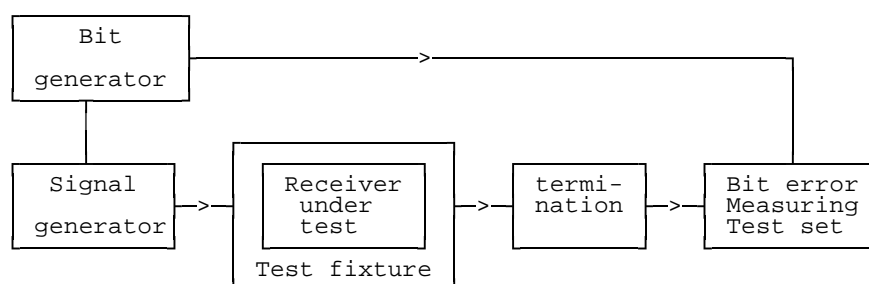 Bit
generator
Signal
generator
Receiver
under
test
Test fixture
termi-
nation
Bit error
Measuring
Test set